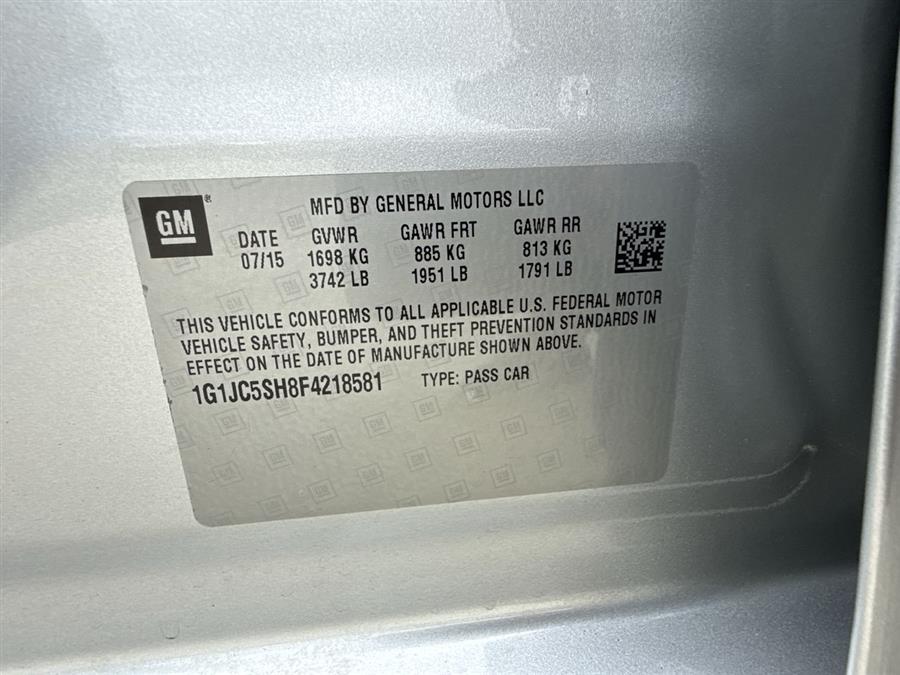 GM
MFD BY GENERAL MOTORS LLC
DATE GVWR GAWR FRT GAWR RR
07/15 1698 KG 885 KG 813 KG
3742 LB 1951 LB 1791 LB
THIS VEHICLE CONFORMS TO ALL APPLICABLE U.S. FEDERAL MOTOR
VEHICLE SAFETY, BUMPER, AND THEFT PREVENTION STANDARDS IN
EFFECT ON THE DATE OF MANUFACTURE SHOWN ABOVE.
1G1JC5SH8F4218581 TYPE: PASS CAR